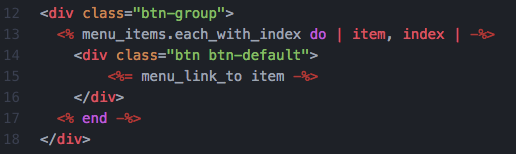 12 <div class="btn-group">
13   <% menu_items.each_with_index do | item, index | -%>
14     <div class="btn btn-default">
15         <%= menu_link_to item -%>
16     </div>
17   <% end -%>
18 </div>